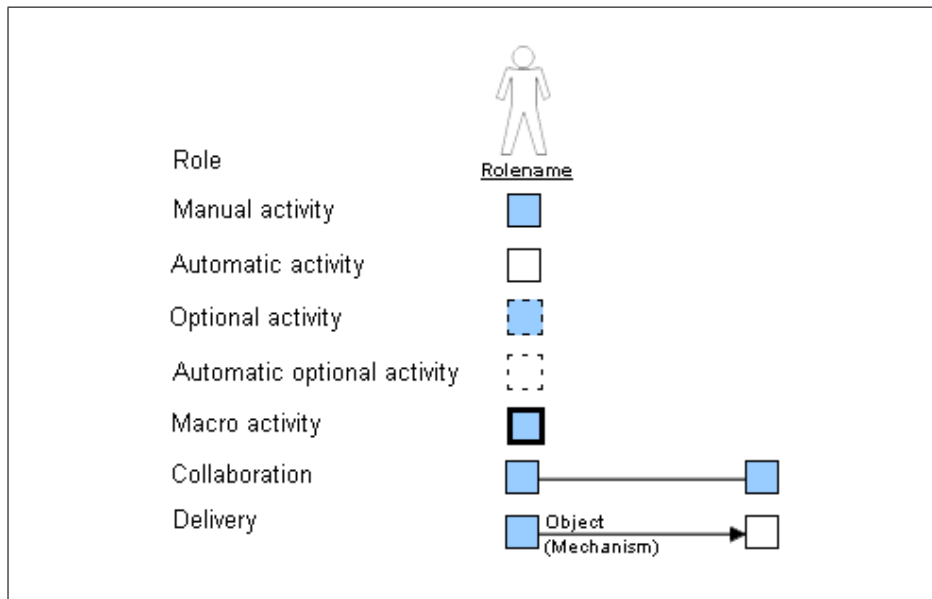 Role
Rolename
Manual activity
Automatic activity
Optional activity
Automatic optional activity
Macro activity
Collaboration
Delivery
Object
(Mechanism)